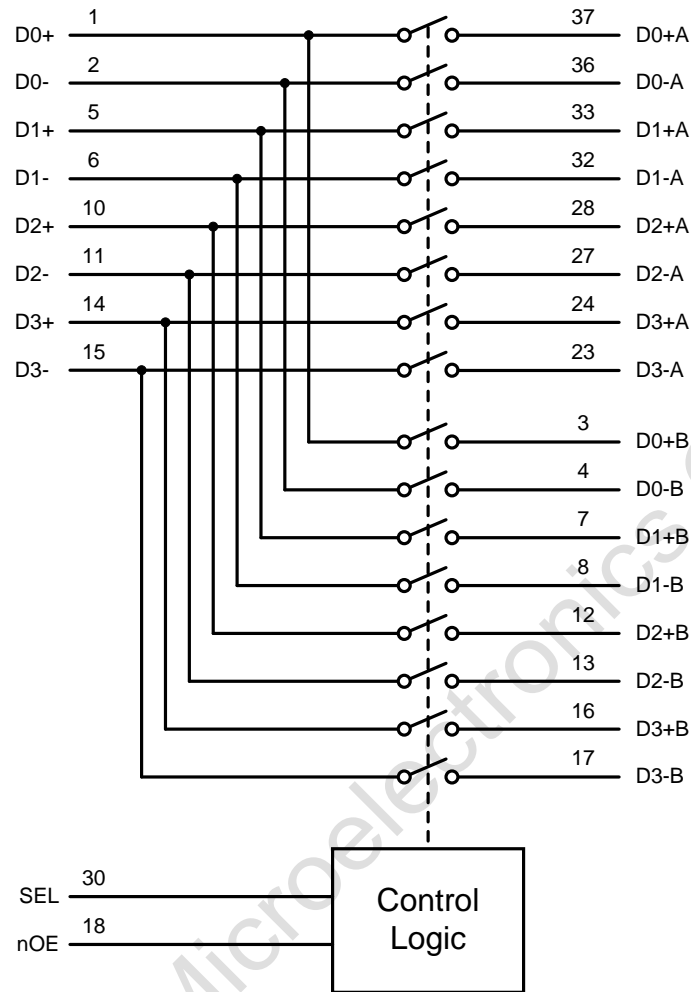 D0+ 1 37 D0+A
D0- 2 36 D0-A
D1+ 5 33 D1+A
D1- 6 32 D1-A
D2+ 10 28 D2+A
D2- 11 27 D2-A
D3+ 14 24 D3+A
D3- 15 23 D3-A
3 D0+B
4 D0-B
7 D1+B
8 D1-B
12 D2+B
13 D2-B
16 D3+B
17 D3-B
SEL 30
nOE 18
Control
Logic
Microelectronics